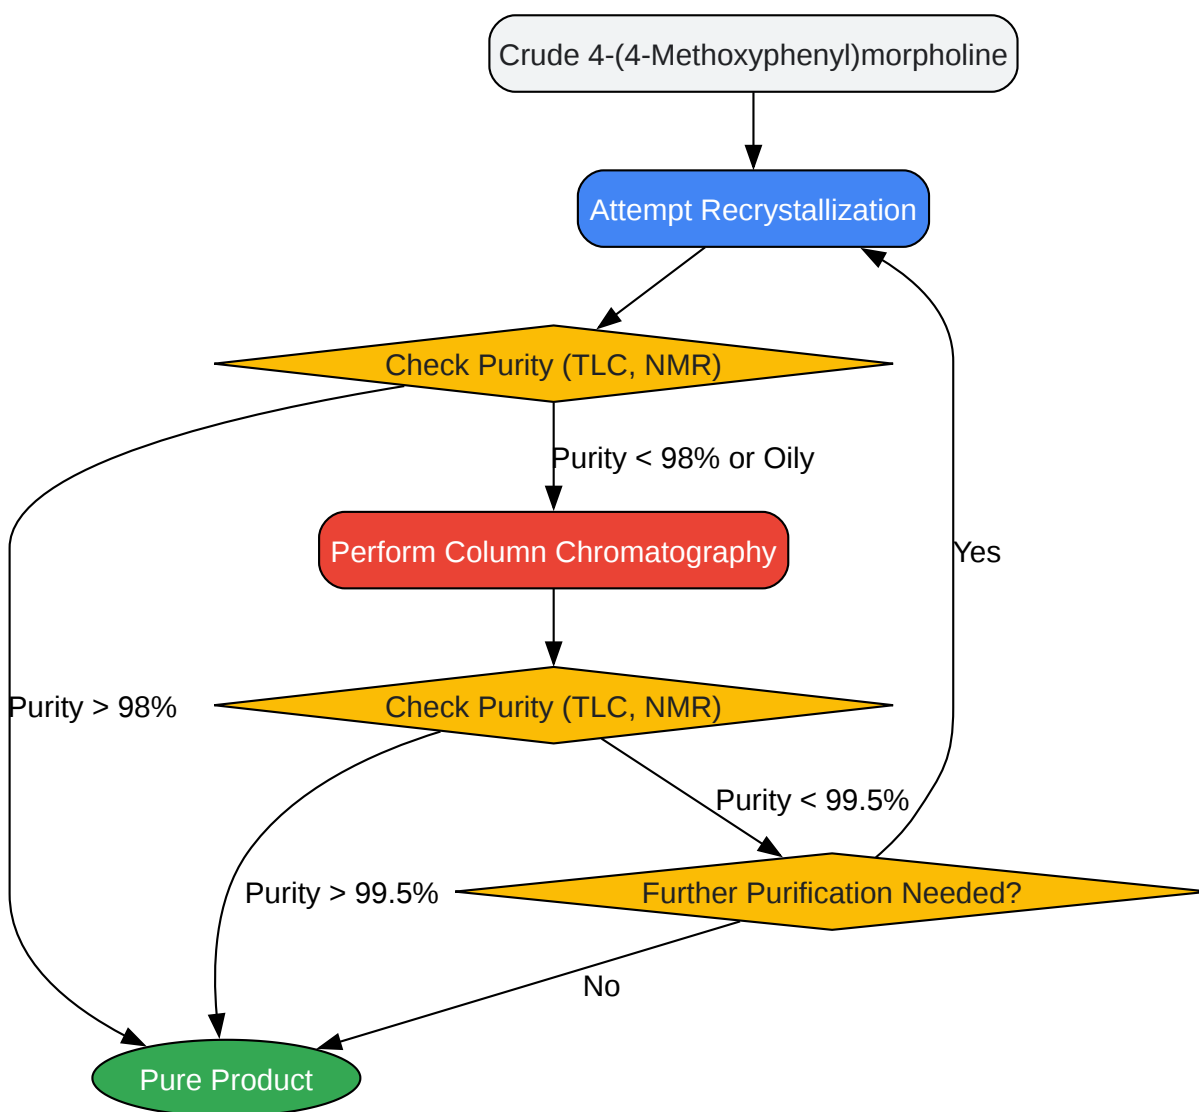 Crude 4-(4-Methoxyphenyl)morpholine
Attempt Recrystallization
Check Purity (TLC, NMR)
Purity < 98% or Oily
Perform Column Chromatography
Yes
Purity > 98%
Check Purity (TLC, NMR)
Purity < 99.5%
Purity > 99.5%
Further Purification Needed?
No
Pure Product